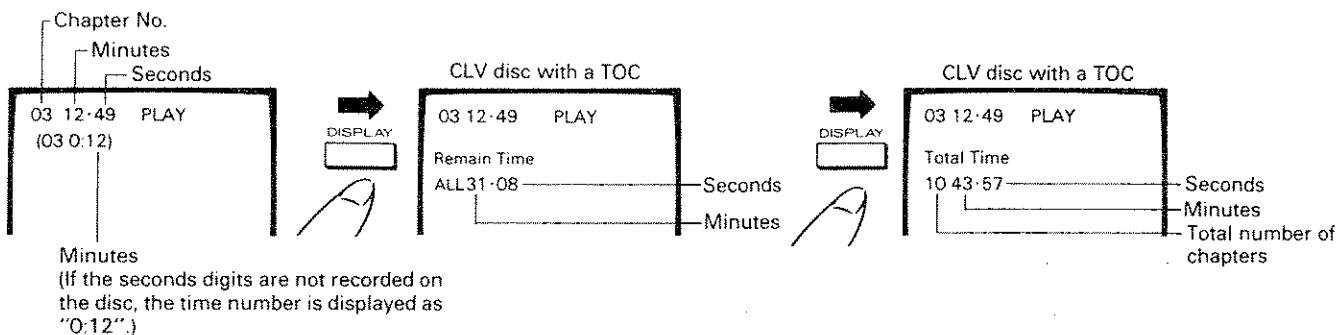 Chapter No.
Minutes
Seconds
03 12·49 PLAY
(03 0:12)
Minutes
(If the seconds digits are not recorded on
the disc, the time number is displayed as
"0:12".)
DISPLAY
CLV disc with a TOC
03 12·49 PLAY
Remain Time
ALL31·08
Seconds
Minutes
DISPLAY
CLV disc with a TOC
03 12·49 PLAY
Total Time
10 43·57
Seconds
Minutes
Total number of
chapters